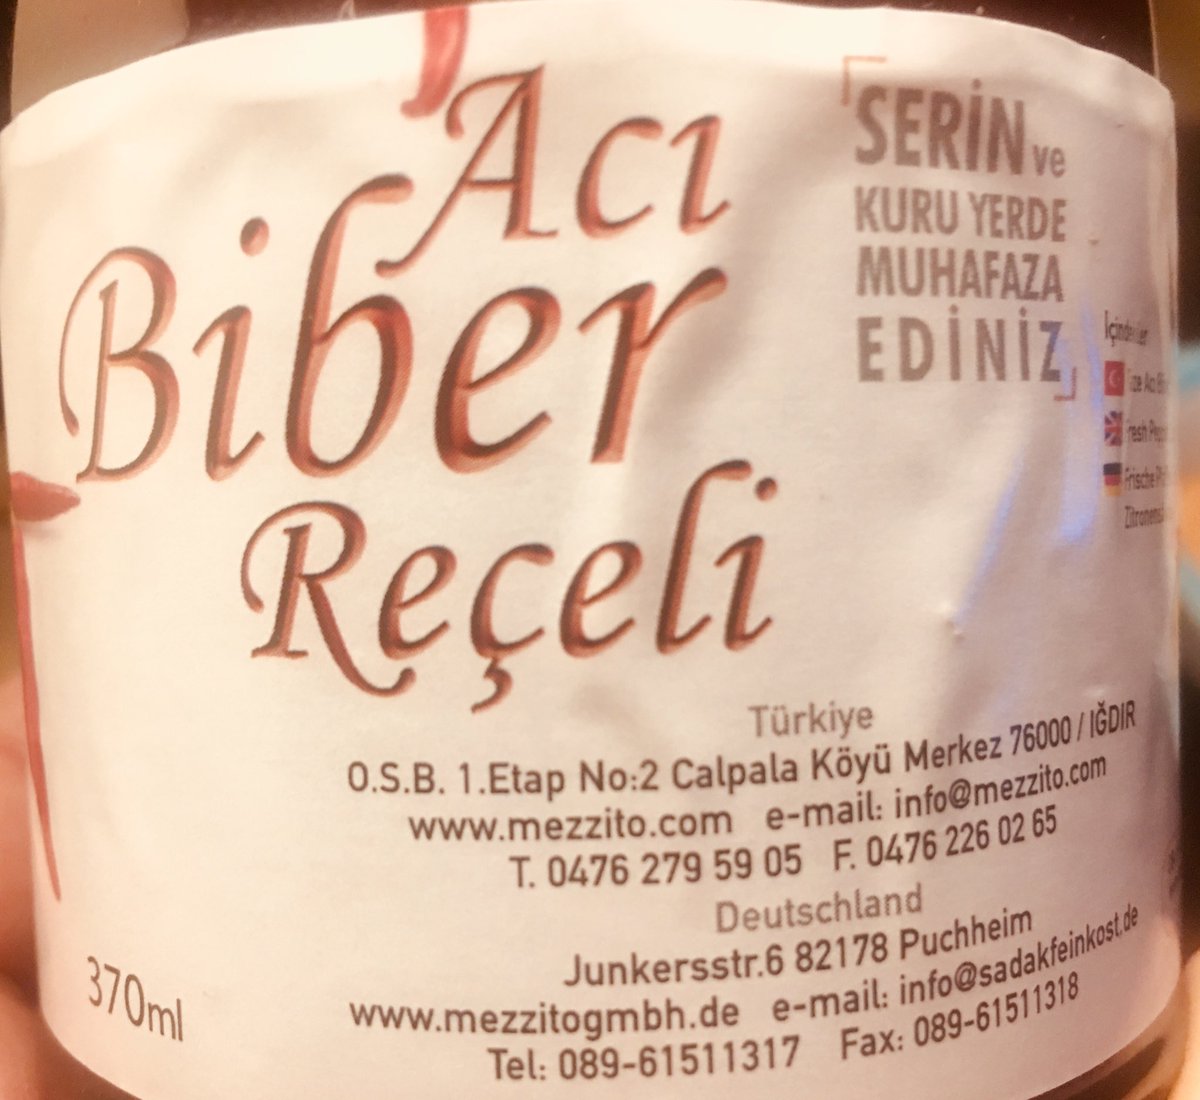 Acı
Biber
Reçeli
SERİN ve
KURU YERDE
MUHAFAZA
EDİNİZ
Türkiye
O.S.B. 1.Etap No:2 Calpala Köyü Merkez 76000 / IĞDIR
www.mezzito.com e-mail: info@mezzito.com
T. 0476 279 59 05 F. 0476 226 02 65
Deutschland
Junkersstr.6 82178 Puchheim
www.mezzitogmbh.de e-mail: info@sadakfeinkost.de
Tel: 089-61511317 Fax: 089-61511318
370ml